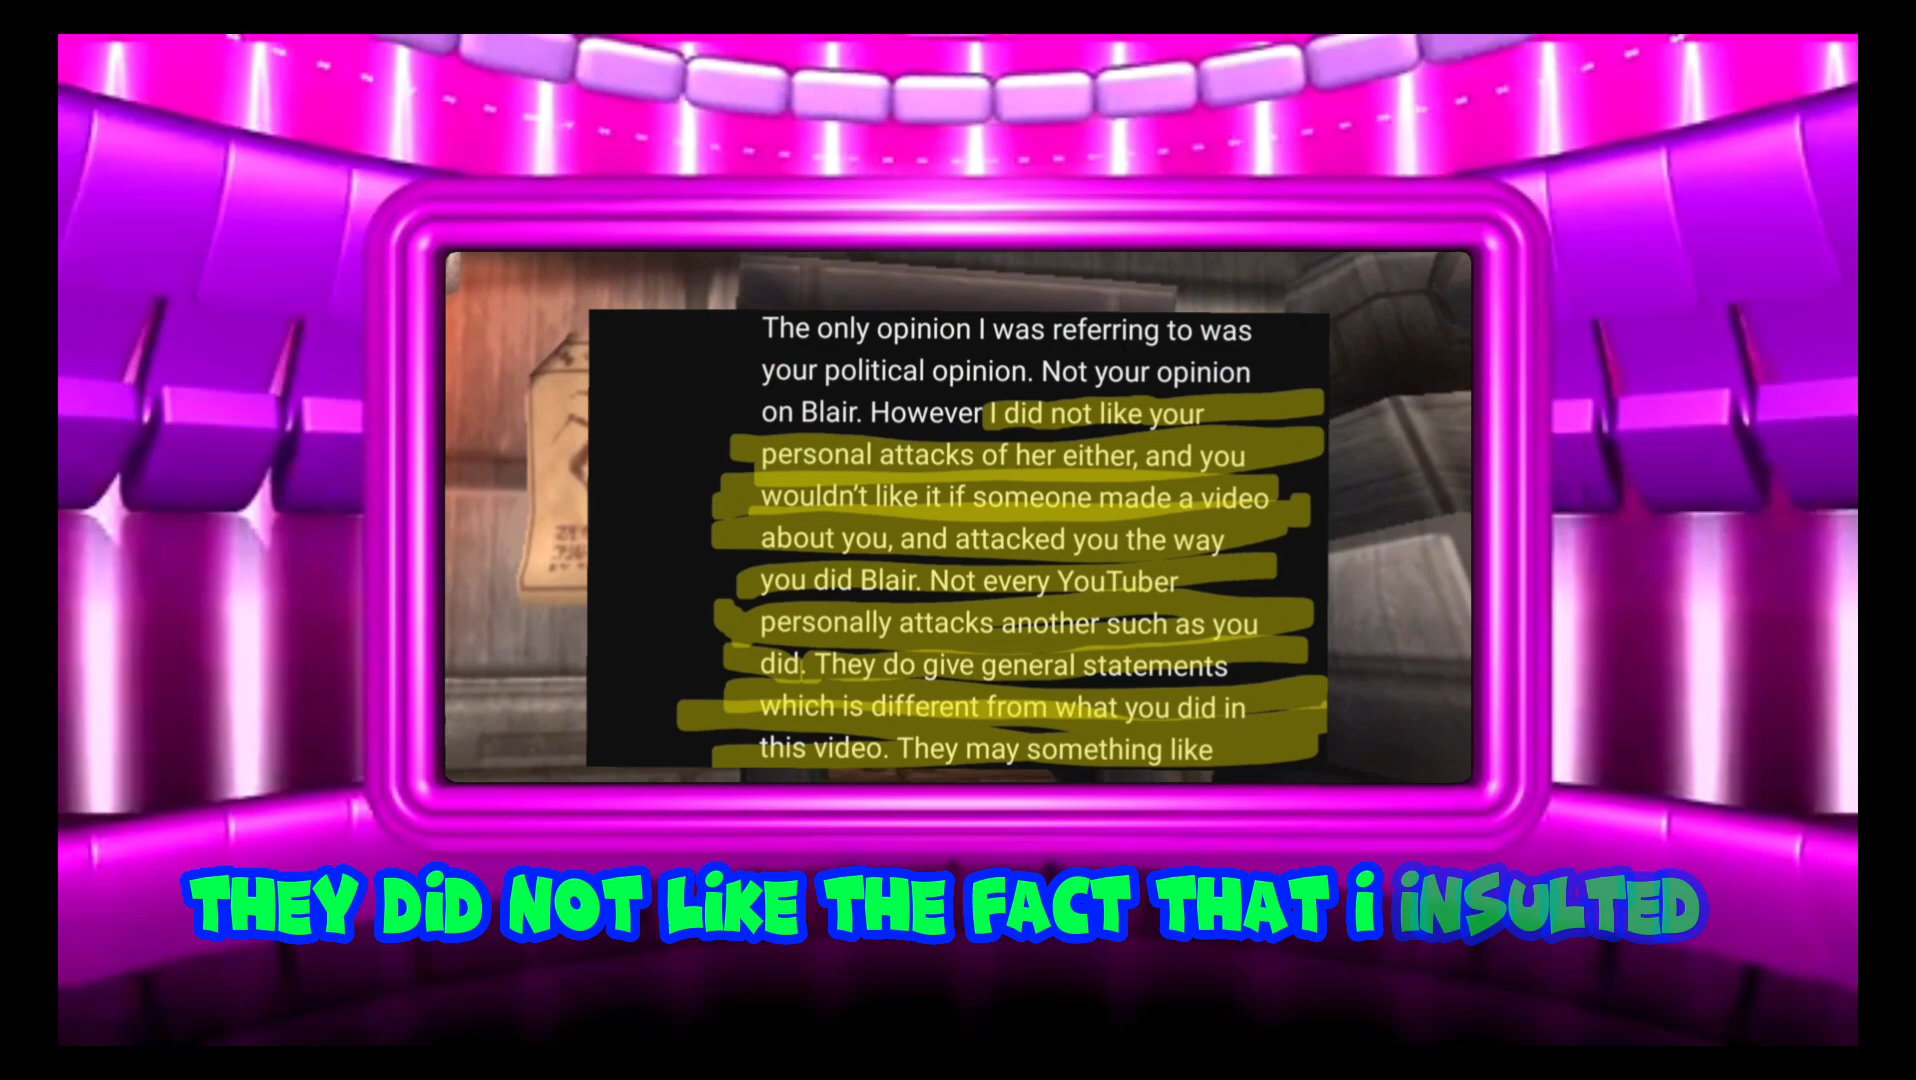 The only opinion I was referring to was
your political opinion. Not your opinion
on Blair. However I did not like your
personal attacks of her either, and you
wouldn't like it if someone made a video
about you, and attacked you the way
you did Blair. Not every YouTuber
personally attacks another such as you
did. They do give general statements
which is different from what you did in
this video. They may something like
THEY DiD NOT LiKE THE FACT THAT i iNSULTED